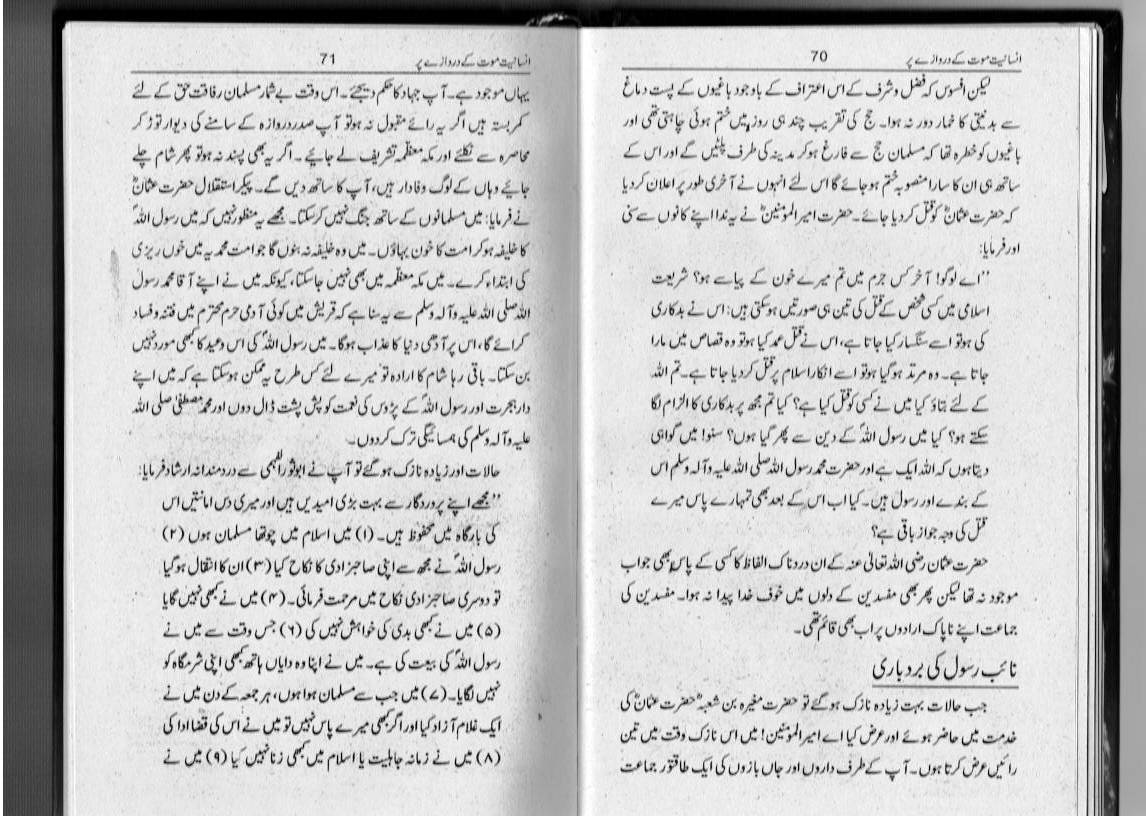 انسانیت موت کے دروازے پر 70
لیکن افسوس کہ فضل و شرف کے اس اعتراف کے باوجود باغیوں کے پست دماغ
سے بدنیتی کا خمار دور نہ ہوا۔ حج کی تقریب چند ہی روز میں ختم ہوئی چاہتی تھی اور
باغیوں کو خطرہ تھا کہ مسلمان حج سے فارغ ہو کر مدینہ کی طرف پلٹیں گے اور اس کے
ساتھ ہی ان کا سارا منصوبہ ختم ہو جائے گا اس لئے انہوں نے آخری طور پر اعلان کر دیا
کہ حضرت عثمانؓ کو قتل کر دیا جائے۔ حضرت امیر المؤمنینؓ نے یہ ندا اپنے کانوں سے سنی
اور فرمایا:
"اے لوگو! آخر کس جرم میں تم میرے خون کے پیاسے ہو؟ شریعت
اسلامی میں کسی شخص کے قتل کی تین ہی صورتیں ہو سکتی ہیں: اس نے بدکاری
کی ہو تو اسے سنگسار کیا جاتا ہے، اس نے قتل عمد کیا ہو تو وہ قصاص میں مارا
جاتا ہے۔ وہ مرتد ہو گیا ہو تو اسے انکار اسلام پر قتل کر دیا جاتا ہے۔ تم اللہ
کے لئے بتاؤ کیا میں نے کسی کو قتل کیا ہے؟ کیا تم مجھ پر بدکاری کا الزام لگا
سکتے ہو؟ کیا میں رسول اللہؐ کے دین سے پھر گیا ہوں؟ سنو! میں گواہی
دیتا ہوں کہ اللہ ایک ہے اور حضرت محمد رسول اللہ صلی اللہ علیہ وآلہ وسلم اس
کے بندے اور رسول ہیں۔ کیا اب اس کے بعد بھی تمہارے پاس میرے
قتل کی وجہ جواز باقی ہے؟
حضرت عثمان رضی اللہ تعالیٰ عنہ کے ان دردناک الفاظ کا کسی کے پاس بھی جواب
موجود نہ تھا لیکن پھر بھی مفسدین کے دلوں میں خوف خدا پیدا نہ ہوا۔ مفسدین کی
جماعت اپنے ناپاک ارادوں پر اب بھی قائم تھی۔
نائب رسول کی بردباری
جب حالات بہت زیادہ نازک ہو گئے تو حضرت مغیرہ بن شعبہؓ حضرت عثمانؓ کی
خدمت میں حاضر ہوئے اور عرض کیا اے امیر المؤمنین! میں اس نازک وقت میں تین
رائیں عرض کرتا ہوں۔ آپ کے طرف داروں اور جاں بازوں کی ایک طاقتور جماعت
انسانیت موت کے دروازے پر 71
یہاں موجود ہے۔ آپ جہاد کا حکم دیجئے۔ اس وقت بے شمار مسلمان رفاقت حق کے لئے
کمر بستہ ہیں اگر یہ رائے مقبول نہ ہو تو آپ صدر دروازہ کے سامنے کی دیوار توڑ کر
محاصرہ سے نکلئے اور مکہ معظمہ تشریف لے جائیے۔ اگر یہ بھی پسند نہ ہو تو پھر شام چلے
جائیے وہاں کے لوگ وفادار ہیں، آپ کا ساتھ دیں گے۔ پیکر استقلال حضرت عثمانؓ
نے فرمایا: میں مسلمانوں کے ساتھ جنگ نہیں کر سکتا۔ مجھے یہ منظور نہیں کہ میں رسول اللہؐ
کا خلیفہ ہو کر امت کا خون بہاؤں۔ میں وہ خلیفہ نہ بنوں گا جو امت محمدیہ میں خوں ریزی
کی ابتداء کرے۔ میں مکہ معظمہ میں بھی نہیں جا سکتا، کیونکہ میں نے اپنے آقا محمد رسول
اللہ صلی اللہ علیہ وآلہ وسلم سے یہ سنا ہے کہ قریش میں کوئی آدمی حرم محترم میں فتنہ و فساد
کرائے گا، اس پر آدھی دنیا کا عذاب ہوگا۔ میں رسول اللہؐ کی اس وعید کا بھی مورد نہیں
بن سکتا۔ باقی رہا شام کا ارادہ تو میرے لئے کس طرح یہ ممکن ہو سکتا ہے کہ میں اپنے
دار ہجرت اور رسول اللہؐ کے پڑوس کی نعمت کو پس پشت ڈال دوں اور محمد مصطفیٰ صلی اللہ
علیہ وآلہ وسلم کی ہمسائیگی ترک کر دوں۔
حالات اور زیادہ نازک ہو گئے تو آپ نے ابو ثور الفہمی سے دردمندانہ ارشاد فرمایا:
"مجھے اپنے پروردگار سے بہت بڑی امیدیں ہیں اور میری دس امانتیں اس
کی بارگاہ میں محفوظ ہیں۔ (۱) میں اسلام میں چوتھا مسلمان ہوں (۲)
رسول اللہؐ نے مجھ سے اپنی صاحبزادی کا نکاح کیا (۳) ان کا انتقال ہو گیا
تو دوسری صاحبزادی نکاح میں مرحمت فرمائی۔ (۴) میں نے کبھی نہیں گایا
(۵) میں نے کبھی بدی کی خواہش نہیں کی (۶) جس وقت سے میں نے
رسول اللہؐ کی بیعت کی ہے۔ میں نے اپنا وہ دایاں ہاتھ کبھی اپنی شرمگاہ کو
نہیں لگایا۔ (۷) میں جب سے مسلمان ہوا ہوں، ہر جمعہ کے دن میں نے
ایک غلام آزاد کیا اور اگر کبھی میرے پاس نہیں تو میں نے اس کی قضا ادا کی
(۸) میں نے زمانہ جاہلیت یا اسلام میں کبھی زنا نہیں کیا (۹) میں نے